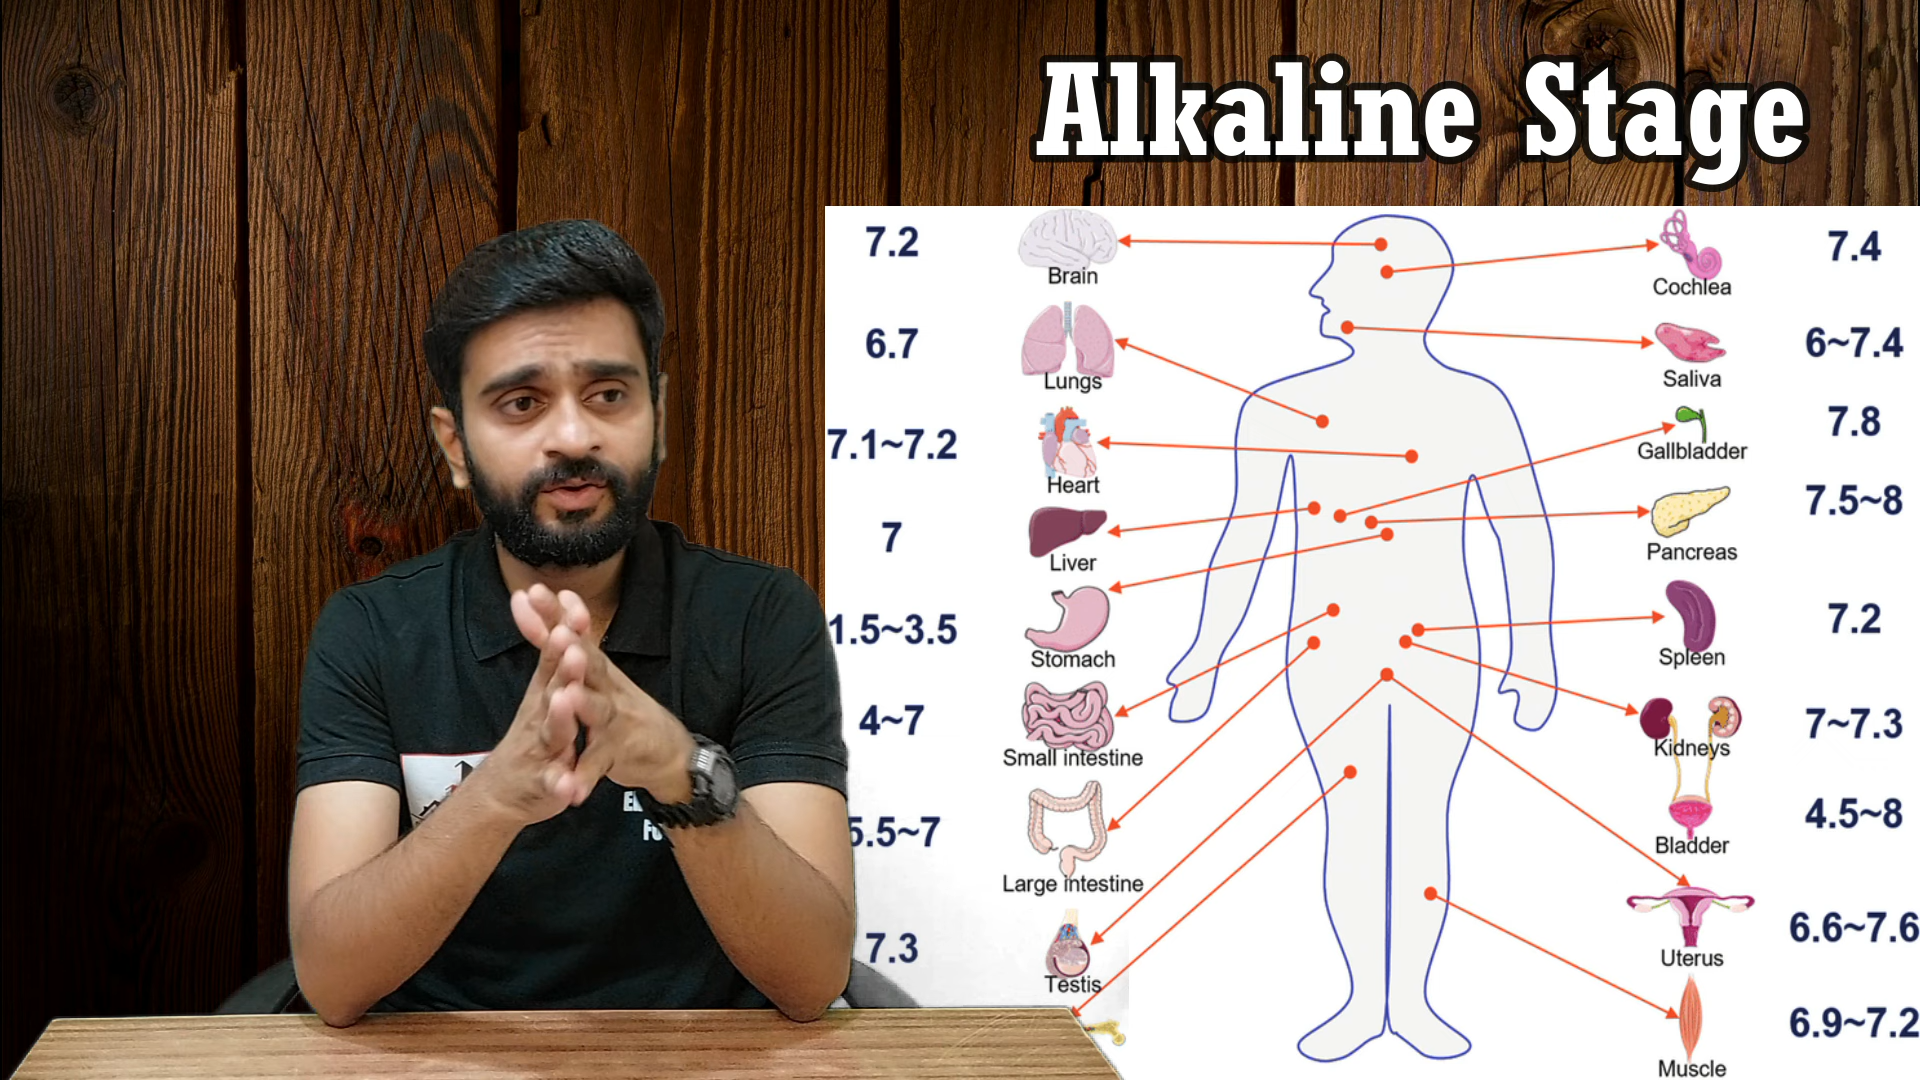 Alkaline Stage
7.2
Brain
6.7
Lungs
7.1~7.2
Heart
7
Liver
1.5~3.5
Stomach
4~7
Small intestine
5.5~7
Large intestine
7.3
Testis
Cochlea
7.4
Saliva
6~7.4
Gallbladder
7.8
Pancreas
7.5~8
Spleen
7.2
Kidneys
7~7.3
Bladder
4.5~8
Uterus
6.6~7.6
Muscle
6.9~7.2